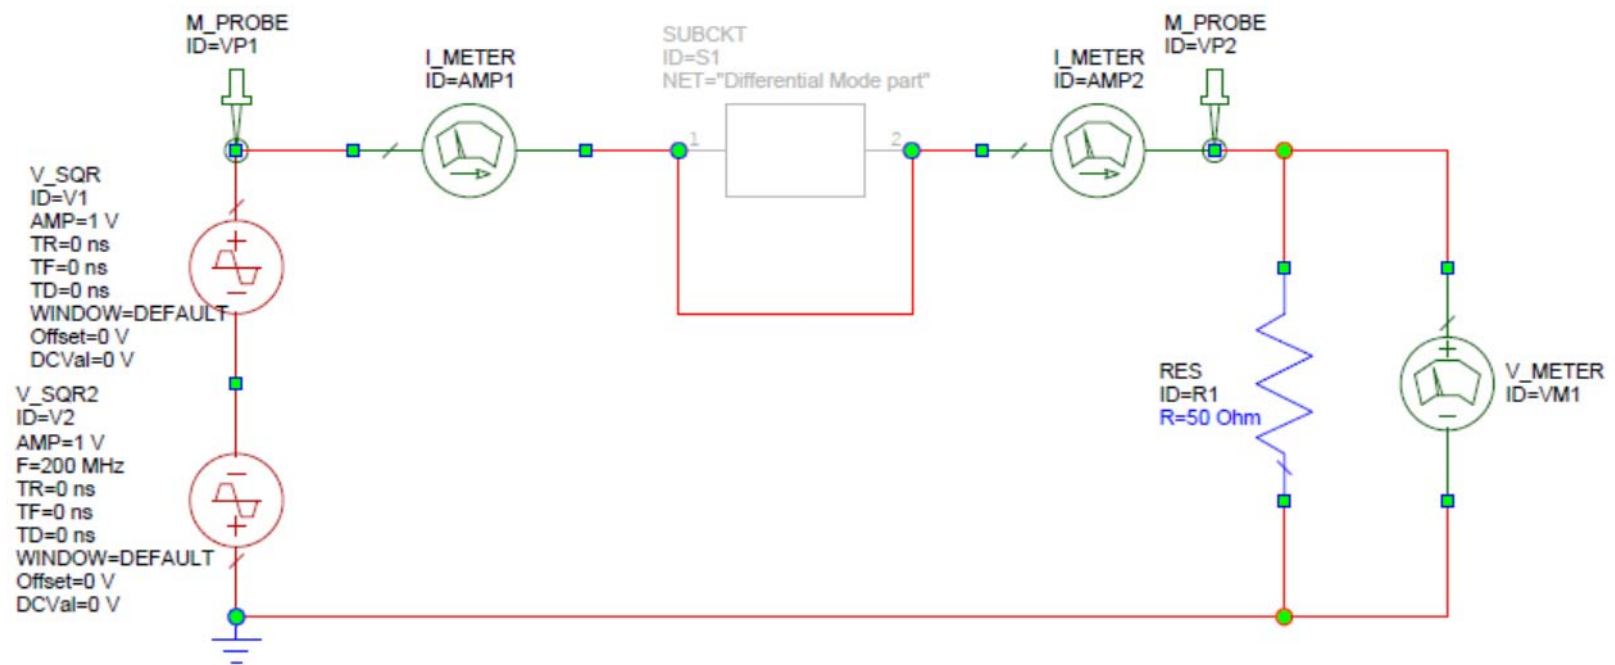 M_PROBE
ID=VP1
I_METER
ID=AMP1
SUBCKT
ID=S1
NET="Differential Mode part"
1
2
I_METER
ID=AMP2
M_PROBE
ID=VP2
V_SQR
ID=V1
AMP=1 V
TR=0 ns
TF=0 ns
TD=0 ns
WINDOW=DEFAULT
Offset=0 V
DCVal=0 V
V_SQR2
ID=V2
AMP=1 V
F=200 MHz
TR=0 ns
TF=0 ns
TD=0 ns
WINDOW=DEFAULT
Offset=0 V
DCVal=0 V
RES
ID=R1
R=50 Ohm
V_METER
ID=VM1